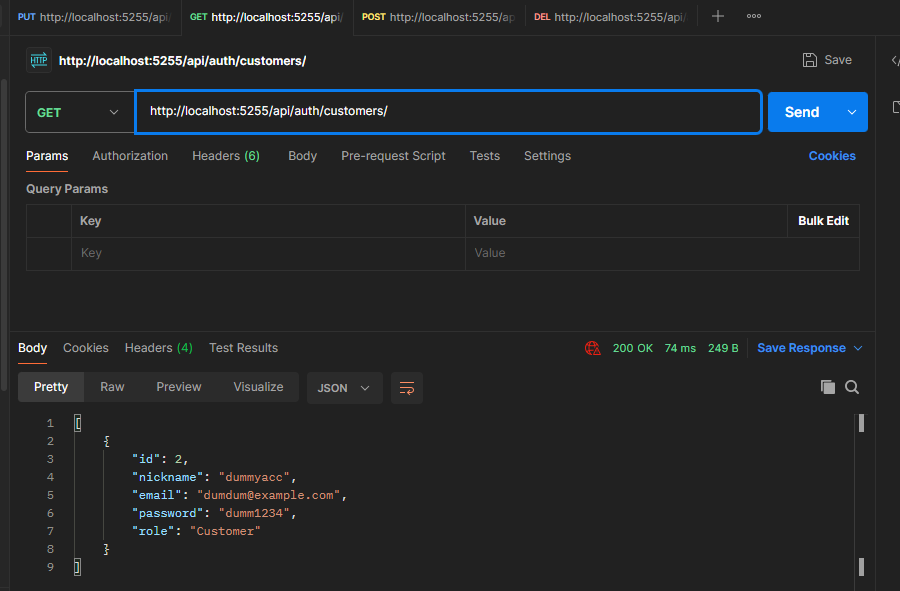 PUT http://localhost:5255/api/ GET http://localhost:5255/api/ POST http://localhost:5255/ap DEL http://localhost:5255/api/
HTTP http://localhost:5255/api/auth/customers/ Save
GET http://localhost:5255/api/auth/customers/ Send
Params Authorization Headers (6) Body Pre-request Script Tests Settings Cookies
Query Params
Key Value Bulk Edit
Key Value
Body Cookies Headers (4) Test Results 200 OK 74 ms 249 B Save Response
Pretty Raw Preview Visualize JSON
1 [
2 {
3 "id": 2,
4 "nickname": "dummyacc",
5 "email": "dumdum@example.com",
6 "password": "dumm1234",
7 "role": "Customer"
8 }
9 ]